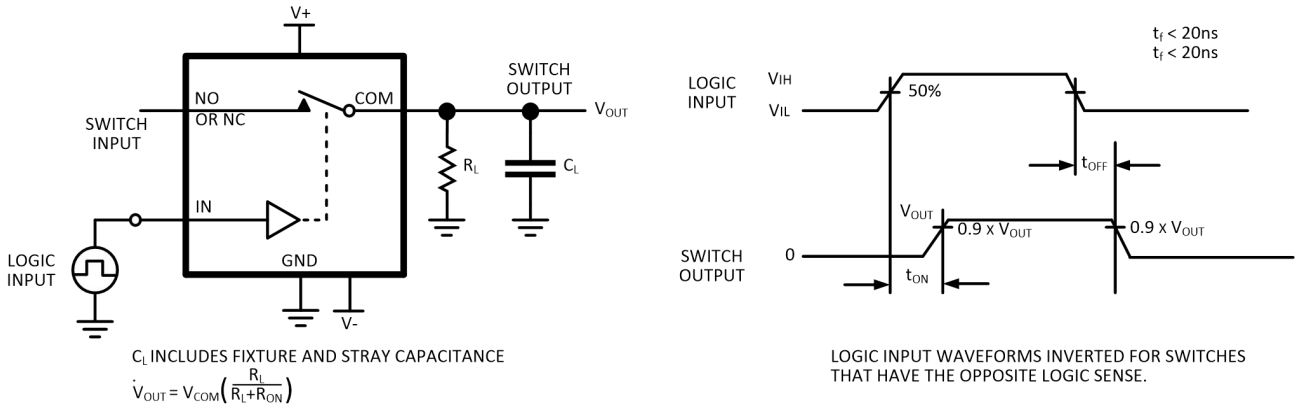 V+
SWITCH
OUTPUT
NO
COM
OR NC
V_OUT
SWITCH
INPUT
R_L
C_L
IN
LOGIC
INPUT
GND
V-
C_L INCLUDES FIXTURE AND STRAY CAPACITANCE
V_OUT = V_COM(R_L/R_L+R_ON)
t_f < 20ns
t_f < 20ns
LOGIC
INPUT
V_IH
V_IL
50%
t_OFF
V_OUT
0.9 x V_OUT
0.9 x V_OUT
SWITCH
OUTPUT
0
t_ON
LOGIC INPUT WAVEFORMS INVERTED FOR SWITCHES
THAT HAVE THE OPPOSITE LOGIC SENSE.